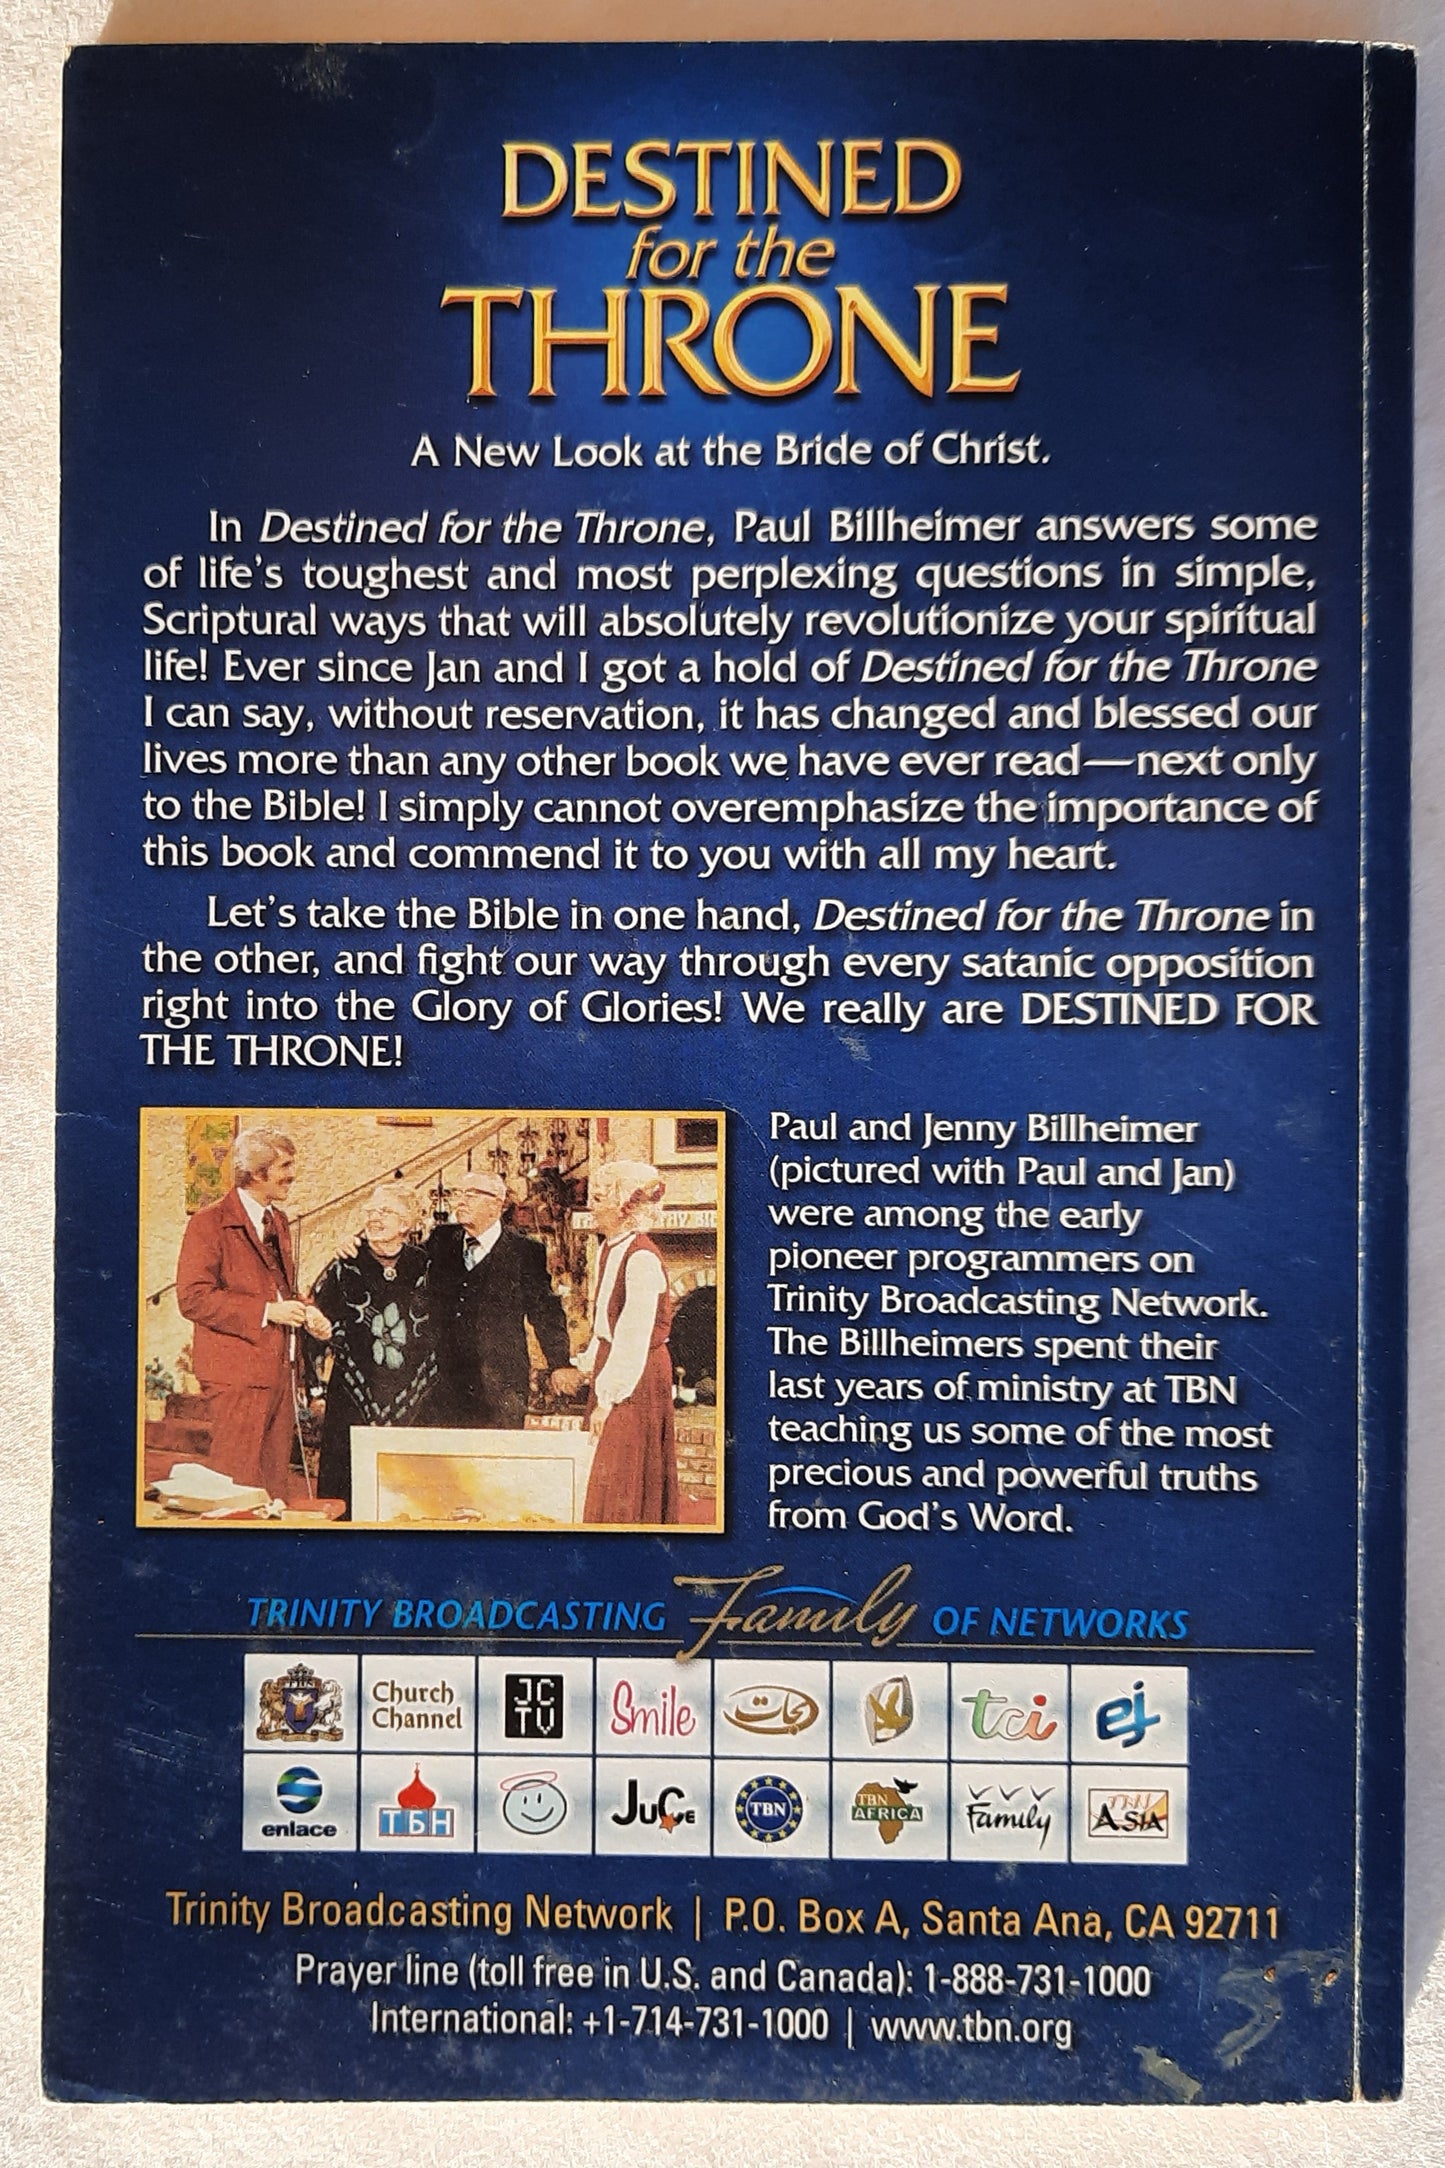 DESTINED
for the
THRONE
A New Look at the Bride of Christ.
In Destined for the Throne, Paul Billheimer answers some
of life's toughest and most perplexing questions in simple,
Scriptural ways that will absolutely revolutionize your spiritual
life! Ever since Jan and I got a hold of Destined for the Throne
I can say, without reservation, it has changed and blessed our
lives more than any other book we have ever read—next only
to the Bible! I simply cannot overemphasize the importance of
this book and commend it to you with all my heart.
Let's take the Bible in one hand, Destined for the Throne in
the other, and fight our way through every satanic opposition
right into the Glory of Glories! We really are DESTINED FOR
THE THRONE!
Paul and Jenny Billheimer
(pictured with Paul and Jan)
were among the early
pioneer programmers on
Trinity Broadcasting Network.
The Billheimers spent their
last years of ministry at TBN
teaching us some of the most
precious and powerful truths
from God's Word.
TRINITY BROADCASTING Family OF NETWORKS
Church
Channel
JC
TV
Smile
نجات
tci
ej
enlace
ТБН
JuCe
TBN
TBN
AFRICA
Family
TBN
ASIA
Trinity Broadcasting Network | P.O. Box A, Santa Ana, CA 92711
Prayer line (toll free in U.S. and Canada): 1-888-731-1000
International: +1-714-731-1000 | www.tbn.org